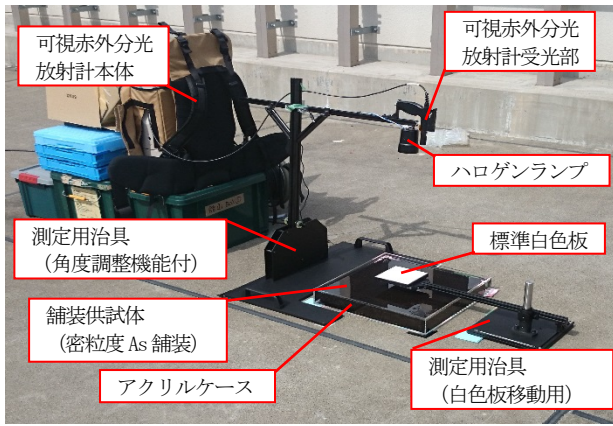 可視赤外分光
放射計本体
可視赤外分光
放射計受光部
ハロゲンランプ
測定用治具
（角度調整機能付）
標準白色板
舗装供試体
（密粒度 As 舗装）
アクリルケース
測定用治具
（白色板移動用）